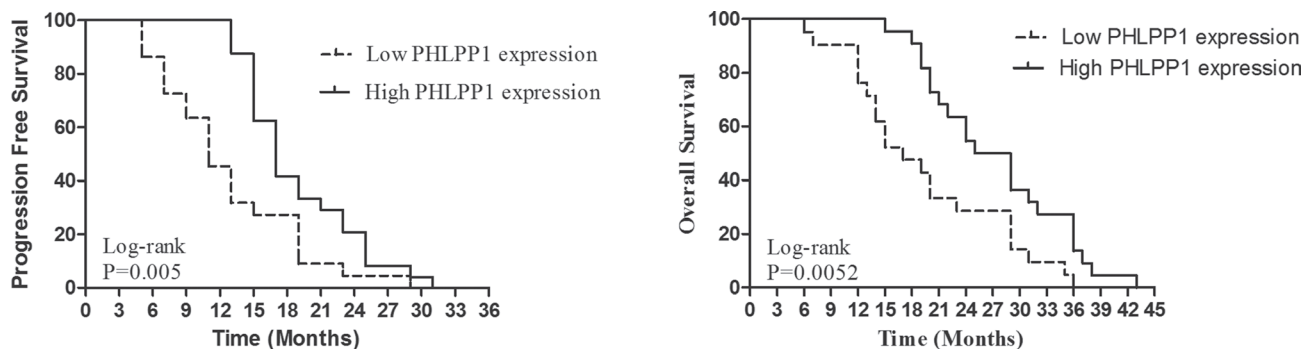 Progression Free Survival
100
80
60
40
20
0
Low PHLPP1 expression
High PHLPP1 expression
Log-rank
P=0.005
0 3 6 9 12 15 18 21 24 27 30 33 36
Time (Months)
Overall Survival
100
80
60
40
20
0
Low PHLPP1 expression
High PHLPP1 expression
Log-rank
P=0.0052
0 3 6 9 12 15 18 21 24 27 30 33 36 39 42 45
Time (Months)